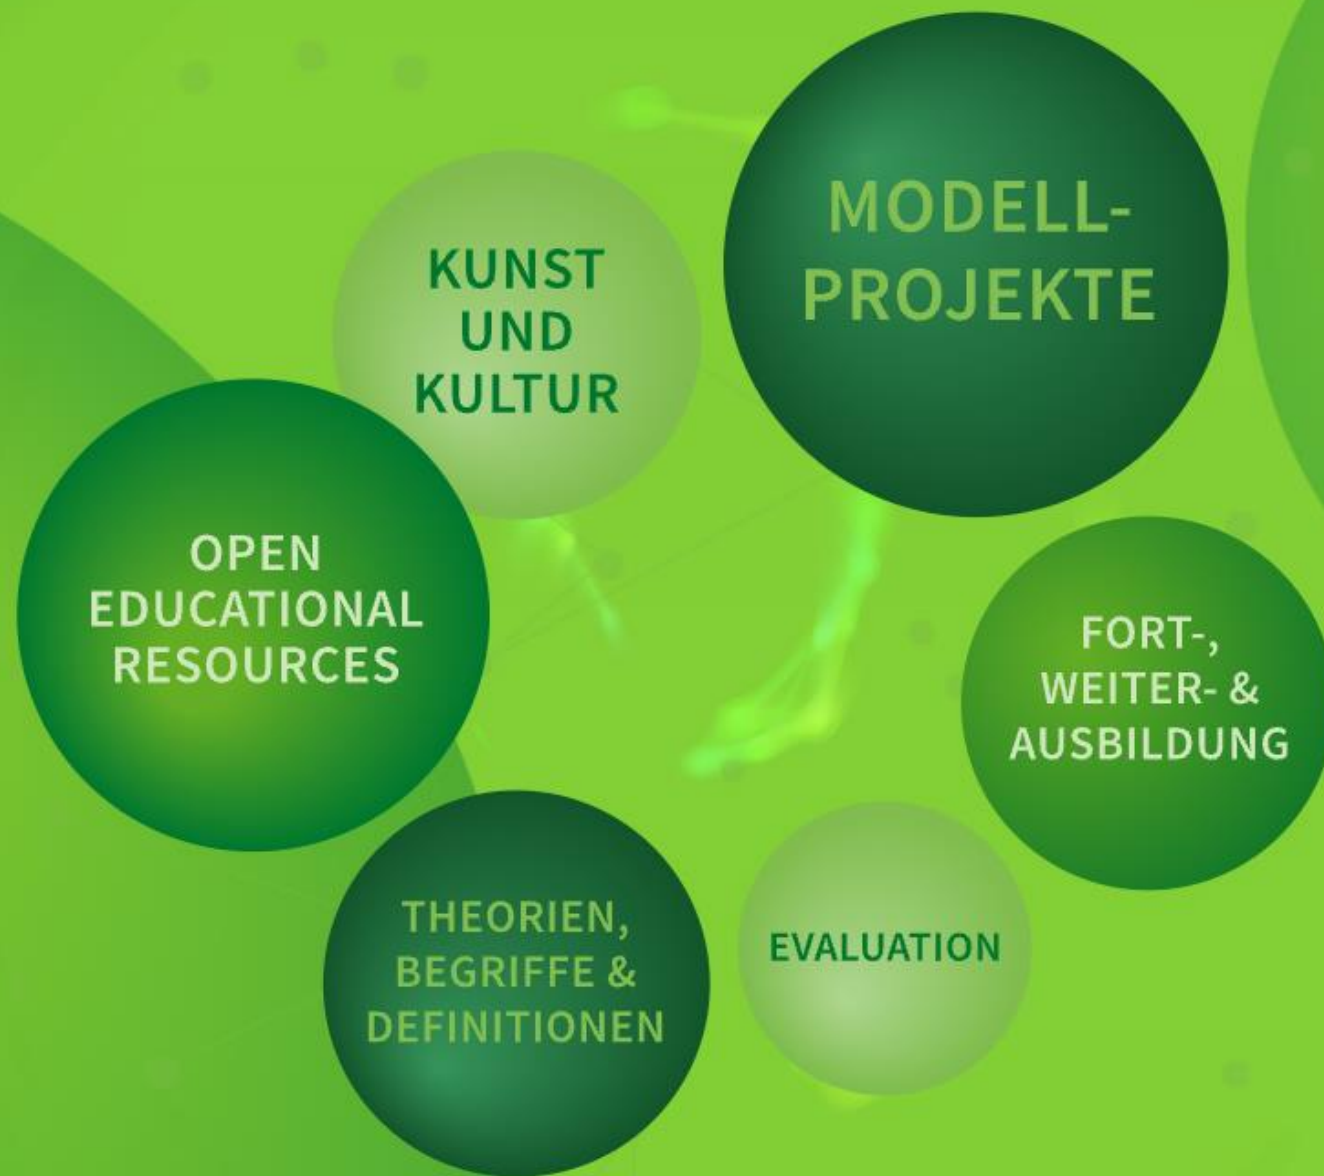 MODELL-
PROJEKTE
KUNST
UND
KULTUR
OPEN
EDUCATIONAL
RESOURCES
FORT-,
WEITER- &
AUSBILDUNG
THEORIEN,
BEGRIFFE &
DEFINITIONEN
EVALUATION